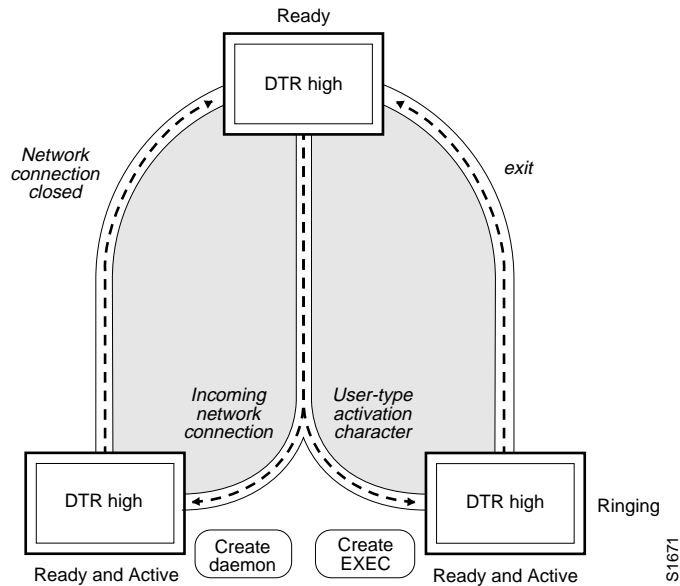 Ready
DTR high
Network
connection
closed
exit
Incoming
network
connection
User-type
activation
character
DTR high
DTR high
Ringing
Create
daemon
Create
EXEC
Ready and Active
Ready and Active
S1671